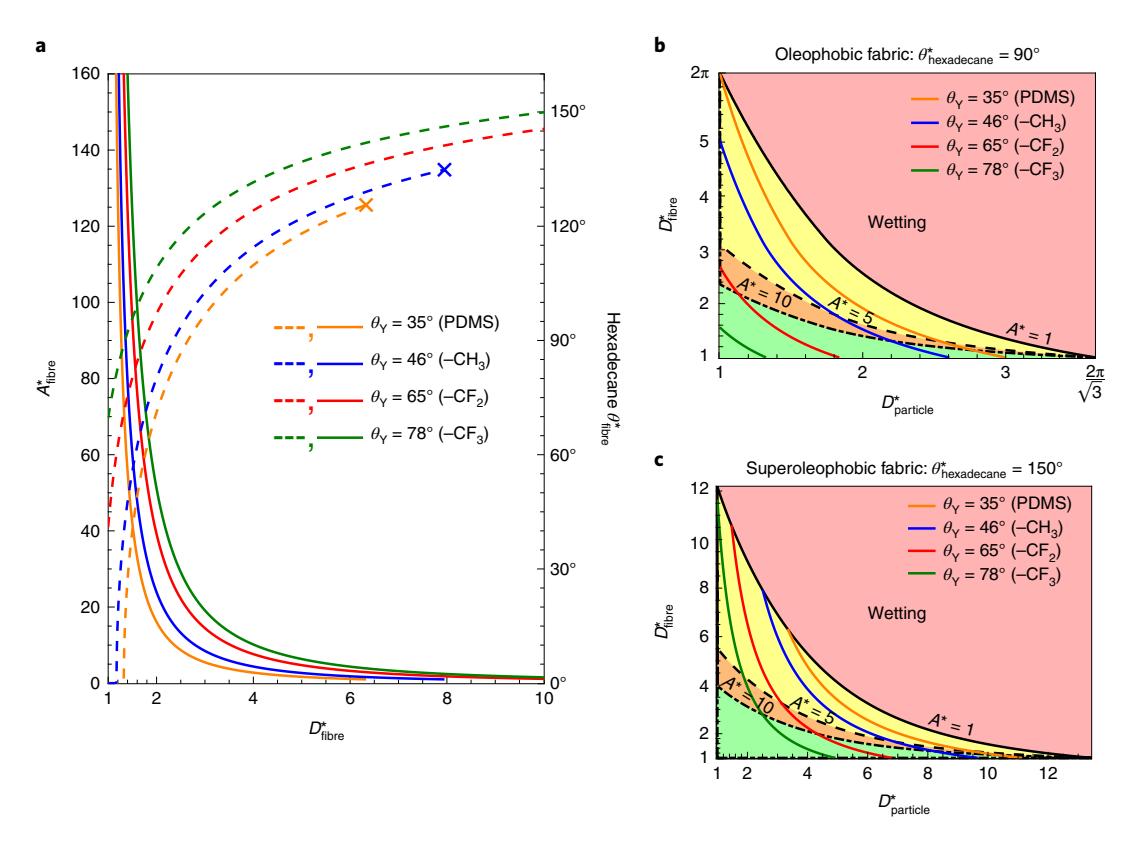 a
160
140
120
100
80
60
40
20
0
A*fibre
1 2 4 6 8 10
D*fibre
150°
120°
90°
60°
30°
0°
Hexadecane θ*fibre
θY = 35° (PDMS)
θY = 46° (–CH3)
θY = 65° (–CF2)
θY = 78° (–CF3)
b
Oleophobic fabric: θ*hexadecane = 90°
2π
5
4
3
2
1
D*fibre
θY = 35° (PDMS)
θY = 46° (–CH3)
θY = 65° (–CF2)
θY = 78° (–CF3)
Wetting
A* = 10
A* = 5
A* = 1
1 2 3 2π/√3
D*particle
c
Superoleophobic fabric: θ*hexadecane = 150°
12
10
8
6
4
2
1
D*fibre
θY = 35° (PDMS)
θY = 46° (–CH3)
θY = 65° (–CF2)
θY = 78° (–CF3)
Wetting
A* = 10
A* = 5
A* = 1
1 2 4 6 8 10 12
D*particle